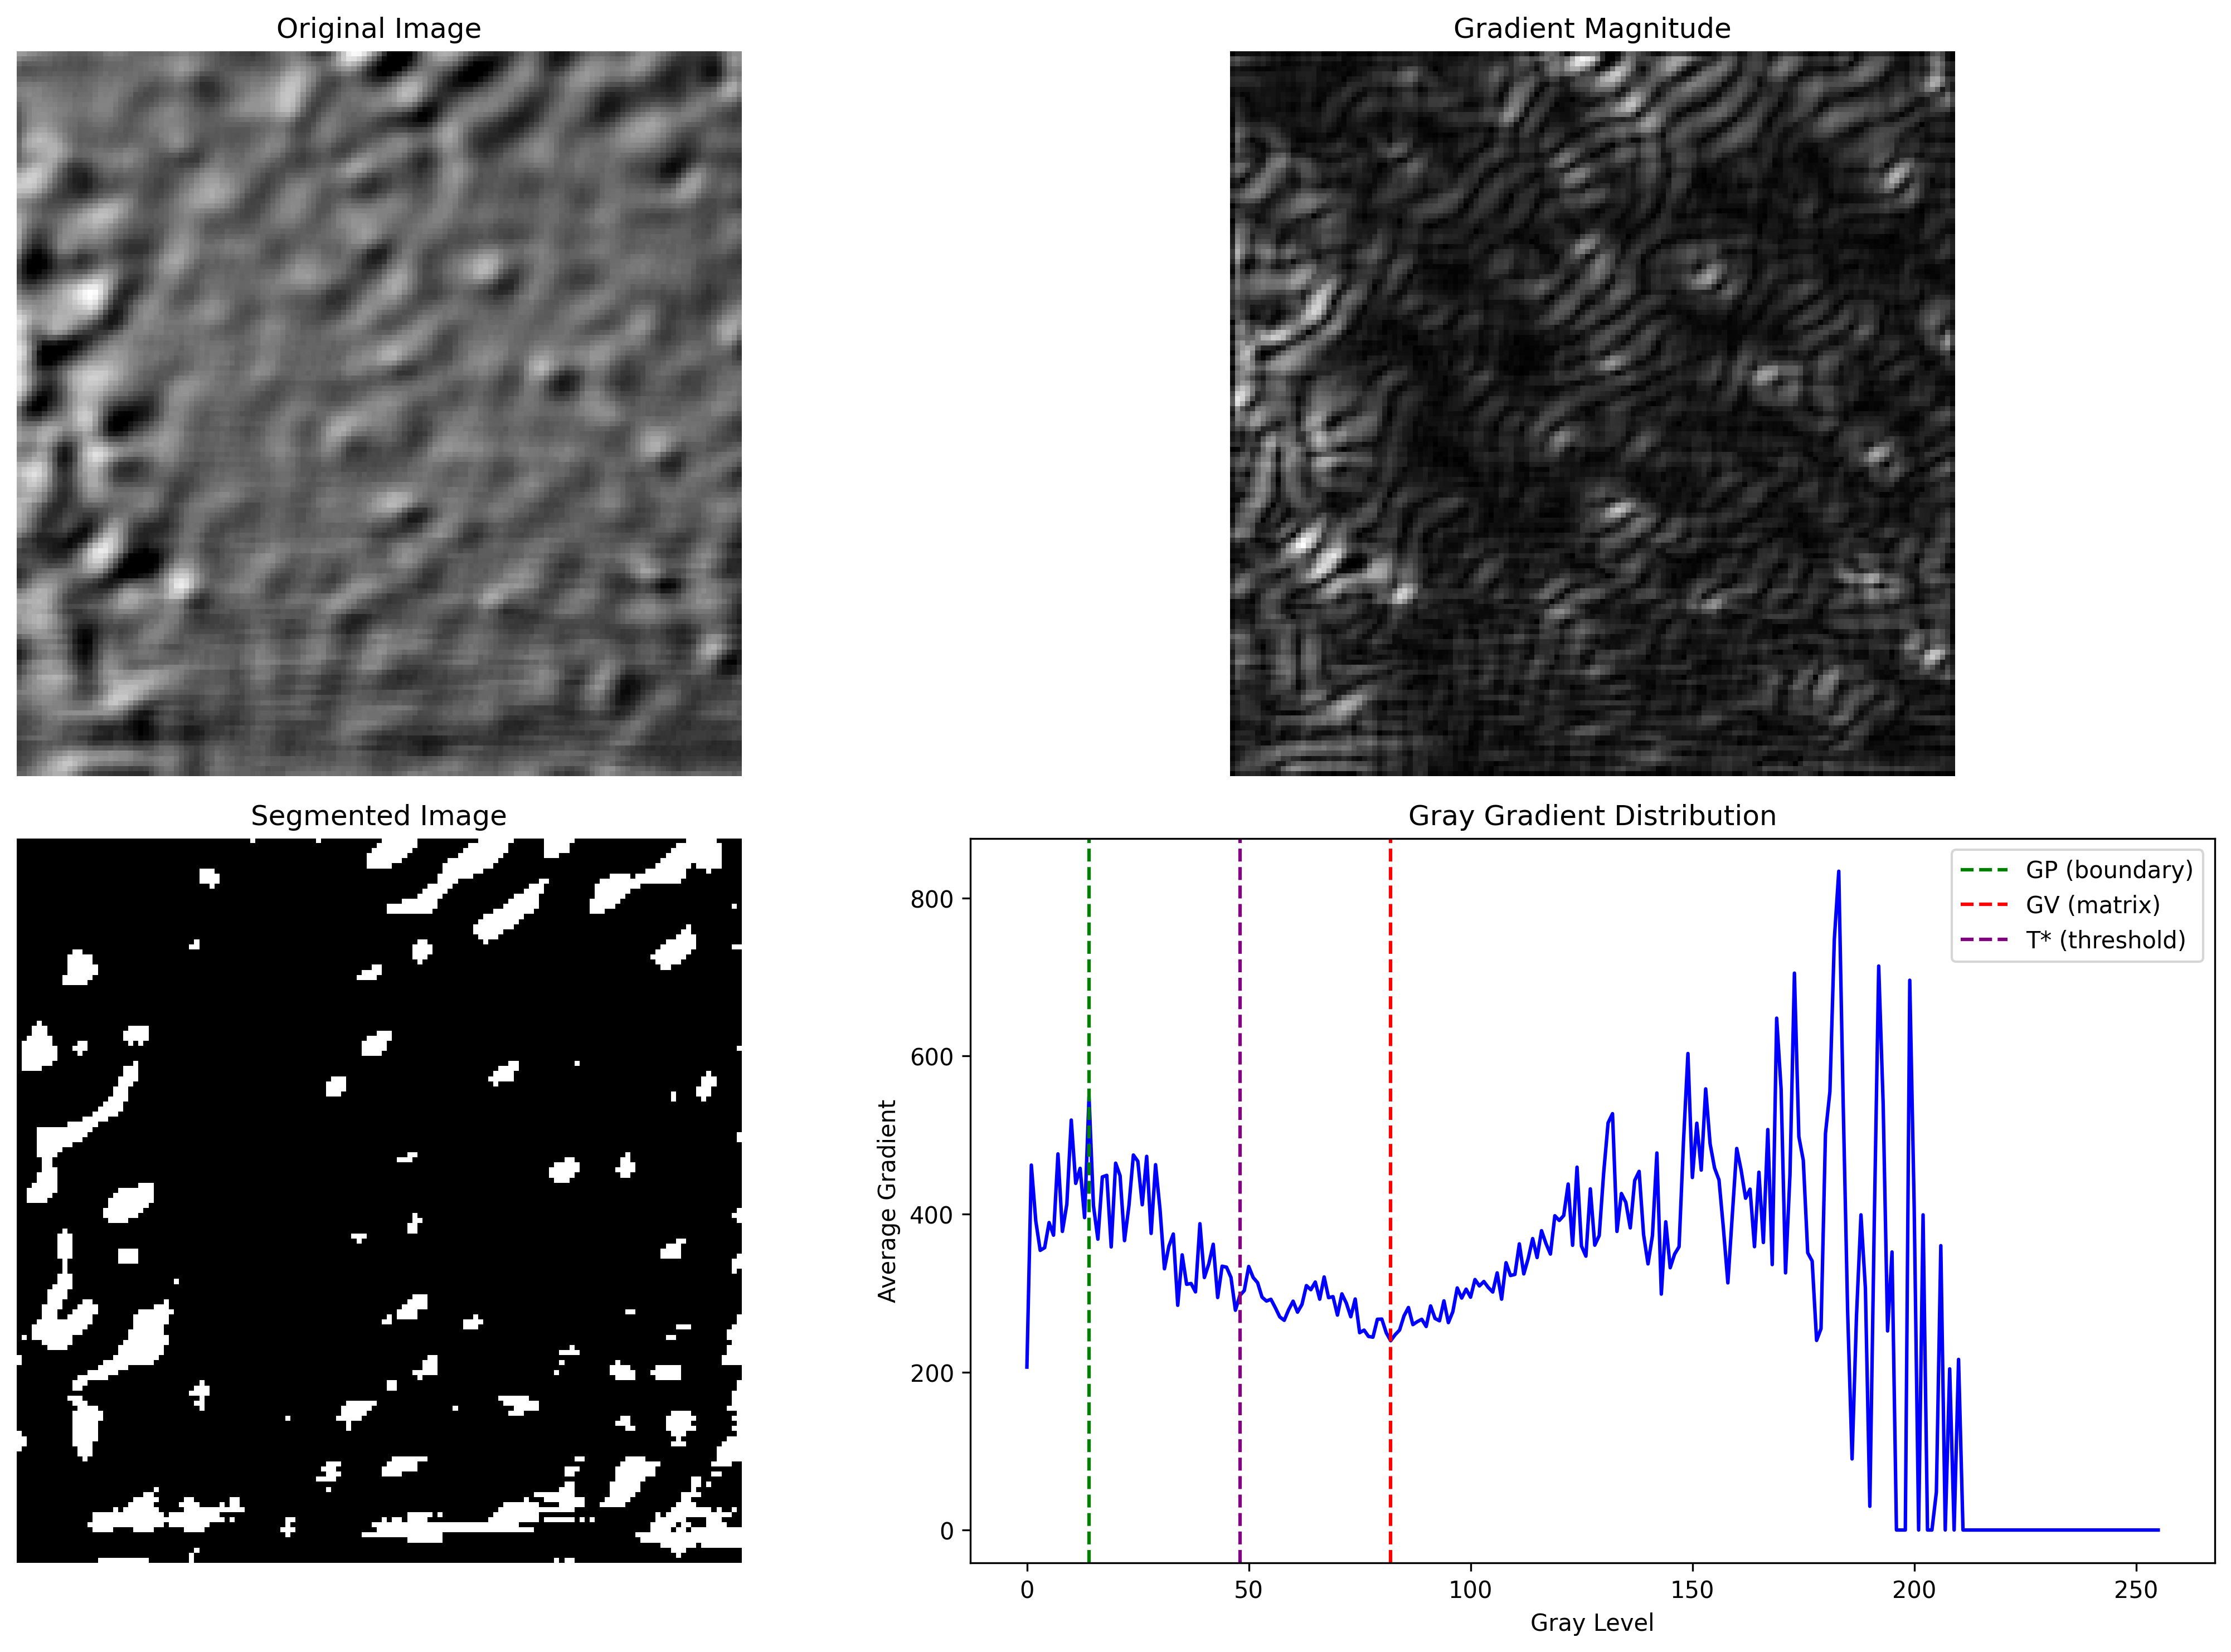 Original Image
Gradient Magnitude
Segmented Image
Gray Gradient Distribution
GP (boundary)
GV (matrix)
T* (threshold)
800
600
400
200
0
Average Gradient
0 50 100 150 200 250
Gray Level